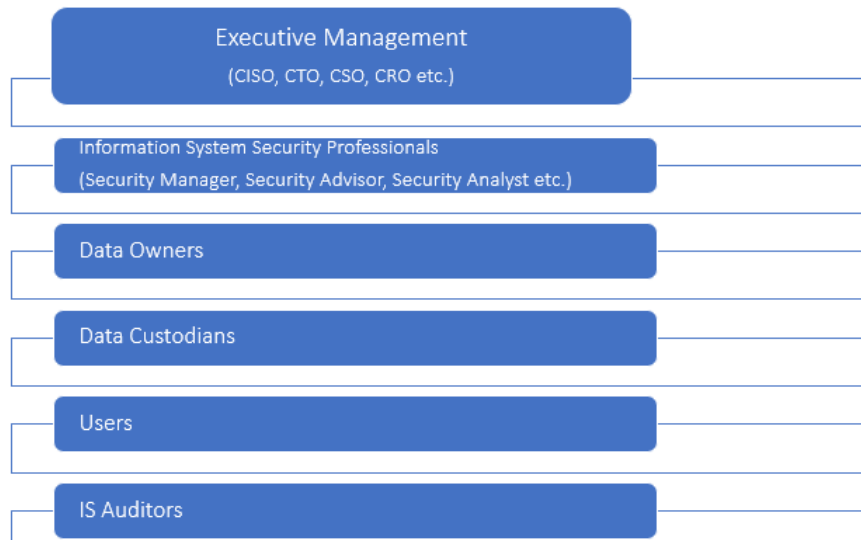 Executive Management
(CISO, CTO, CSO, CRO etc.)
Information System Security Professionals
(Security Manager, Security Advisor, Security Analyst etc.)
Data Owners
Data Custodians
Users
IS Auditors